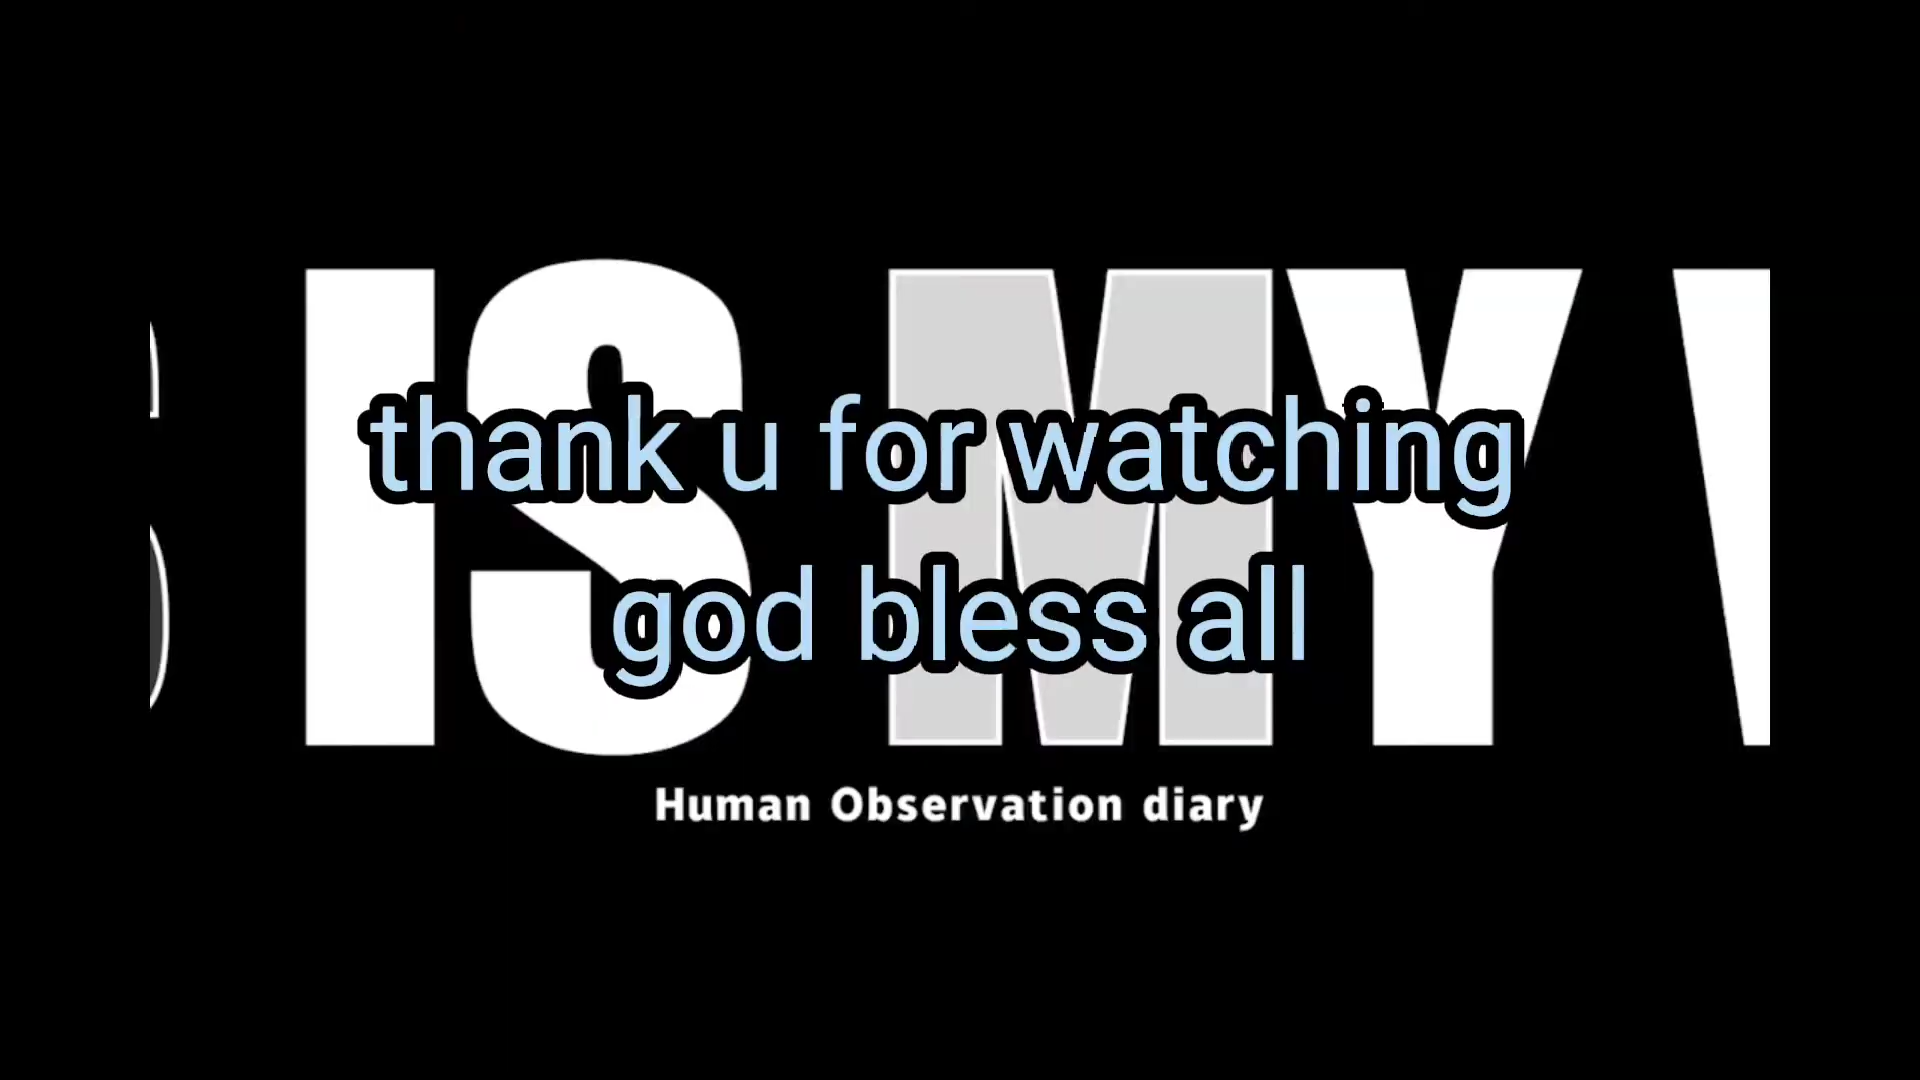 IS MY
thank u for watching
god bless all
Human Observation diary